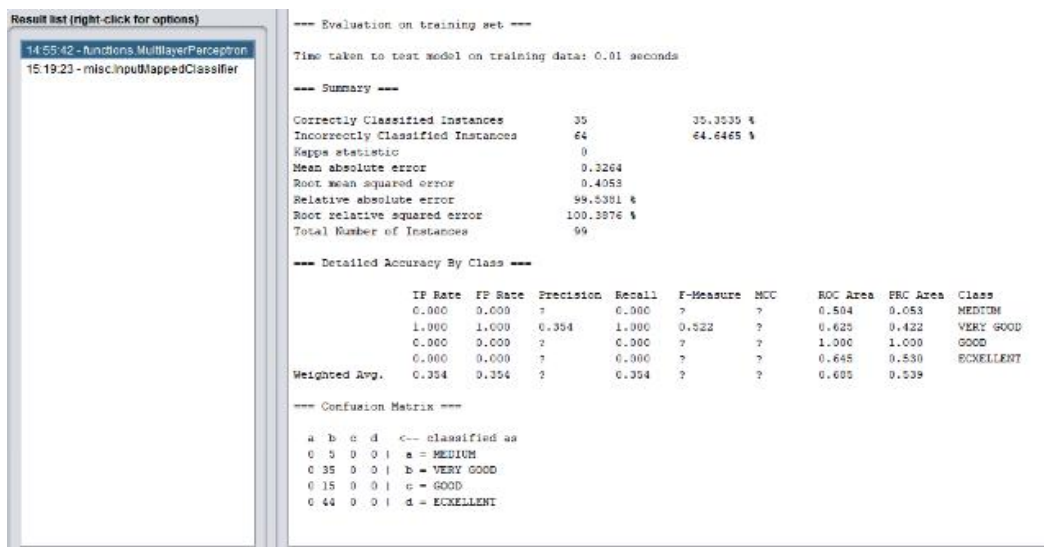 Result list (right-click for options)
14:55:42 - functions.MultilayerPerceptron
15:19:23 - misc.InputMappedClassifier
=== Evaluation on training set ===
Time taken to test model on training data: 0.01 seconds
=== Summary ===
Correctly Classified Instances 35 35.3535 %
Incorrectly Classified Instances 64 64.6465 %
Kappa statistic 0
Mean absolute error 0.3264
Root mean squared error 0.4053
Relative absolute error 99.5381 %
Root relative squared error 100.3876 %
Total Number of Instances 99
=== Detailed Accuracy By Class ===
TP Rate FP Rate Precision Recall F-Measure MCC ROC Area PRC Area Class
0.000 0.000 ? 0.000 ? ? 0.504 0.053 MEDIUM
1.000 1.000 0.354 1.000 0.522 ? 0.625 0.422 VERY GOOD
0.000 0.000 ? 0.000 ? ? 1.000 1.000 GOOD
0.000 0.000 ? 0.000 ? ? 0.645 0.530 ECXELLENT
Weighted Avg. 0.354 0.354 ? 0.354 ? ? 0.685 0.539
=== Confusion Matrix ===
a b c d <-- classified as
0 5 0 0 | a = MEDIUM
0 35 0 0 | b = VERY GOOD
0 15 0 0 | c = GOOD
0 44 0 0 | d = ECXELLENT